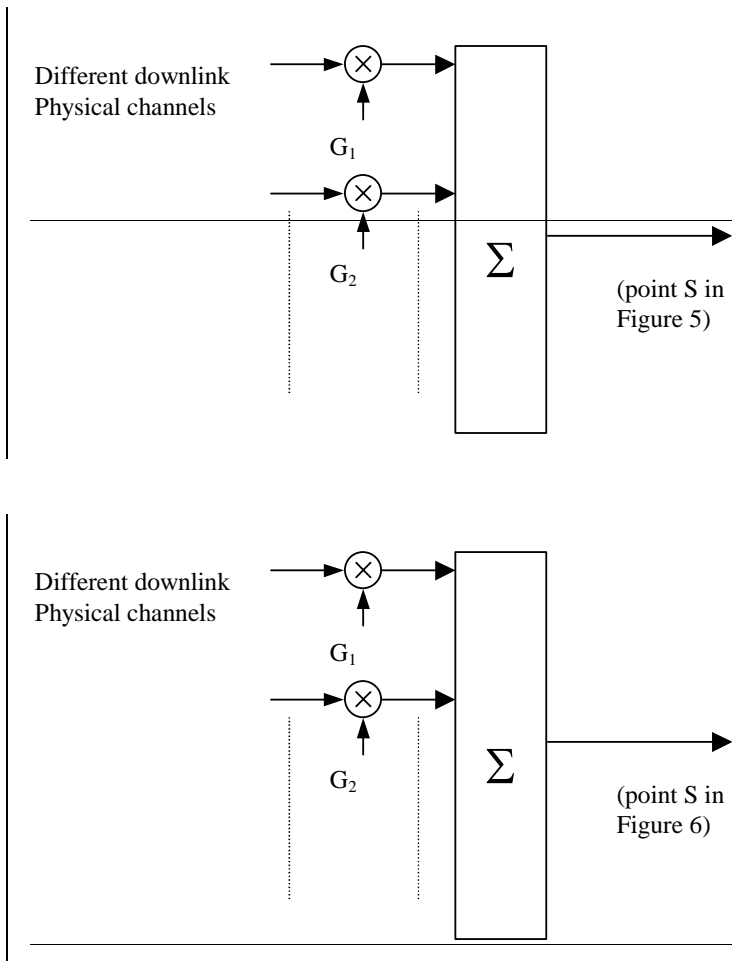 Different downlink
Physical channels
G1
G2
Σ
(point S in
Figure 5)
Different downlink
Physical channels
G1
G2
Σ
(point S in
Figure 6)